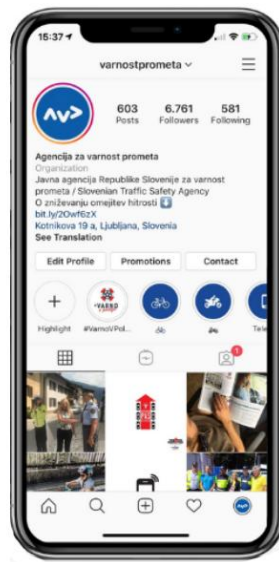 15:37
varnostprometa
603 6.761 581
Posts Followers Following
Agencija za varnost prometa
Organization
Javna agencija Republike Slovenije za varnost
prometa / Slovenian Traffic Safety Agency
O zniževanju omejitev hitrosti
bit.ly/2Owf6zX
Kotnikova 19 a, Ljubljana, Slovenia
See Translation
Edit Profile Promotions Contact
Highlight #VarnoVPol...
1